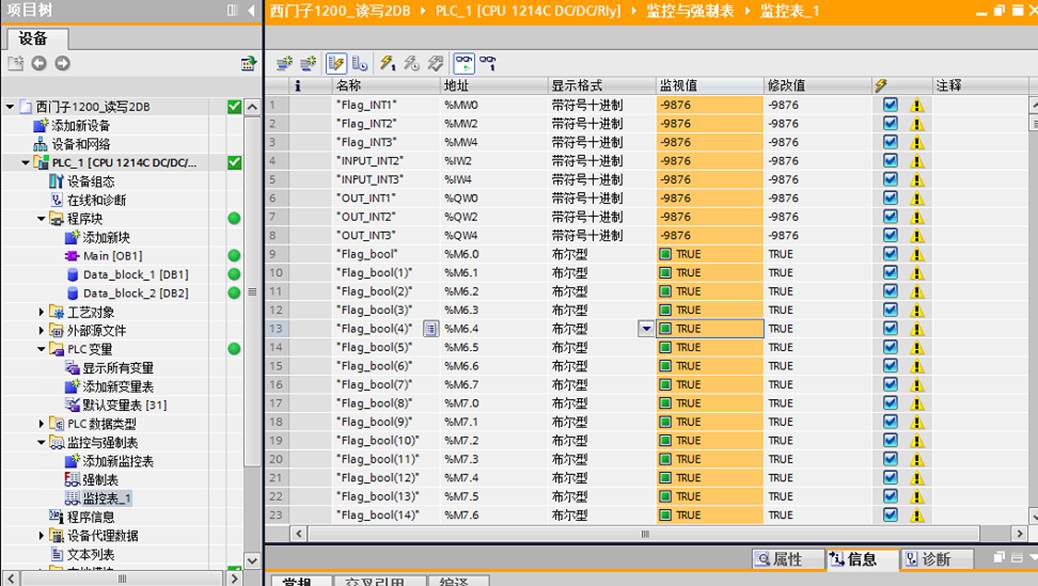 项目树
西门子1200_读写2DB PLC_1 [CPU 1214C DC/DC/Rly] 监控与强制表 监控表_1
设备
西门子1200_读写2DB
添加新设备
设备和网络
PLC_1 [CPU 1214C DC/DC/...
设备组态
在线和诊断
程序块
添加新块
Main [OB1]
Data_block_1 [DB1]
Data_block_2 [DB2]
工艺对象
外部源文件
PLC 变量
显示所有变量
添加新变量表
默认变量表 [31]
PLC 数据类型
监控与强制表
添加新监控表
强制表
监控表_1
程序信息
设备代理数据
文本列表
i 名称 地址 显示格式 监视值 修改值 注释
1 "Flag_INT1" %MW0 带符号十进制 -9876 -9876
2 "Flag_INT2" %MW2 带符号十进制 -9876 -9876
3 "Flag_INT3" %MW4 带符号十进制 -9876 -9876
4 "INPUT_INT2" %IW2 带符号十进制 -9876 -9876
5 "INPUT_INT3" %IW4 带符号十进制 -9876 -9876
6 "OUT_INT1" %QW0 带符号十进制 -9876 -9876
7 "OUT_INT2" %QW2 带符号十进制 -9876 -9876
8 "OUT_INT3" %QW4 带符号十进制 -9876 -9876
9 "Flag_bool" %M6.0 布尔型 TRUE TRUE
10 "Flag_bool(1)" %M6.1 布尔型 TRUE TRUE
11 "Flag_bool(2)" %M6.2 布尔型 TRUE TRUE
12 "Flag_bool(3)" %M6.3 布尔型 TRUE TRUE
13 "Flag_bool(4)" %M6.4 布尔型 TRUE TRUE
14 "Flag_bool(5)" %M6.5 布尔型 TRUE TRUE
15 "Flag_bool(6)" %M6.6 布尔型 TRUE TRUE
16 "Flag_bool(7)" %M6.7 布尔型 TRUE TRUE
17 "Flag_bool(8)" %M7.0 布尔型 TRUE TRUE
18 "Flag_bool(9)" %M7.1 布尔型 TRUE TRUE
19 "Flag_bool(10)" %M7.2 布尔型 TRUE TRUE
20 "Flag_bool(11)" %M7.3 布尔型 TRUE TRUE
21 "Flag_bool(12)" %M7.4 布尔型 TRUE TRUE
22 "Flag_bool(13)" %M7.5 布尔型 TRUE TRUE
23 "Flag_bool(14)" %M7.6 布尔型 TRUE TRUE
属性 信息 诊断
常规 交叉引用 编译